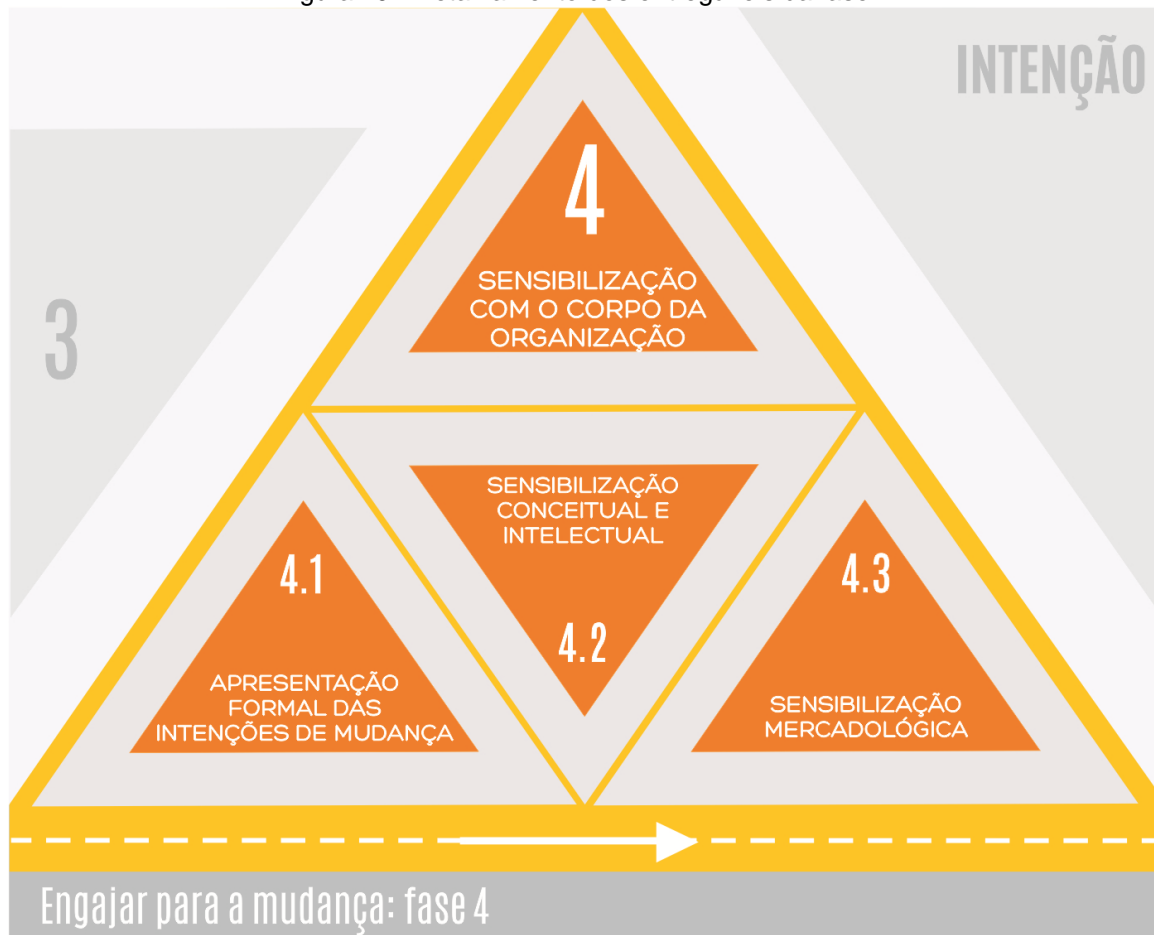 INTENÇÃO
3
4
SENSIBILIZAÇÃO
COM O CORPO DA
ORGANIZAÇÃO
SENSIBILIZAÇÃO
CONCEITUAL E
INTELECTUAL
4.2
4.1
APRESENTAÇÃO
FORMAL DAS
INTENÇÕES DE MUDANÇA
4.3
SENSIBILIZAÇÃO
MERCADOLÓGICA
Engajar para a mudança: fase 4